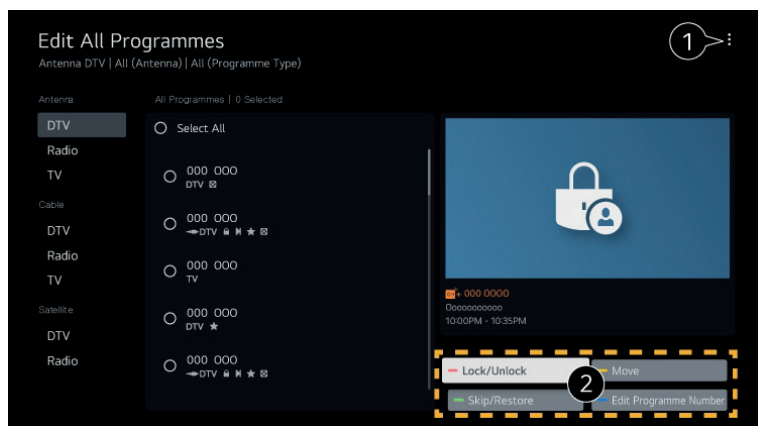 Edit All Programmes
Antenna DTV | All (Antenna) | All (Programme Type)
1
Antenna
DTV
Radio
TV
Cable
DTV
Radio
TV
Satellite
DTV
Radio
All Programmes | 0 Selected
Select All
000 000
DTV
000 000
DTV
000 000
TV
000 000
DTV
000 000
DTV
000 0000
Oooooooooo
10:00PM - 10:35PM
Lock/Unlock
Move
2
Skip/Restore
Edit Programme Number